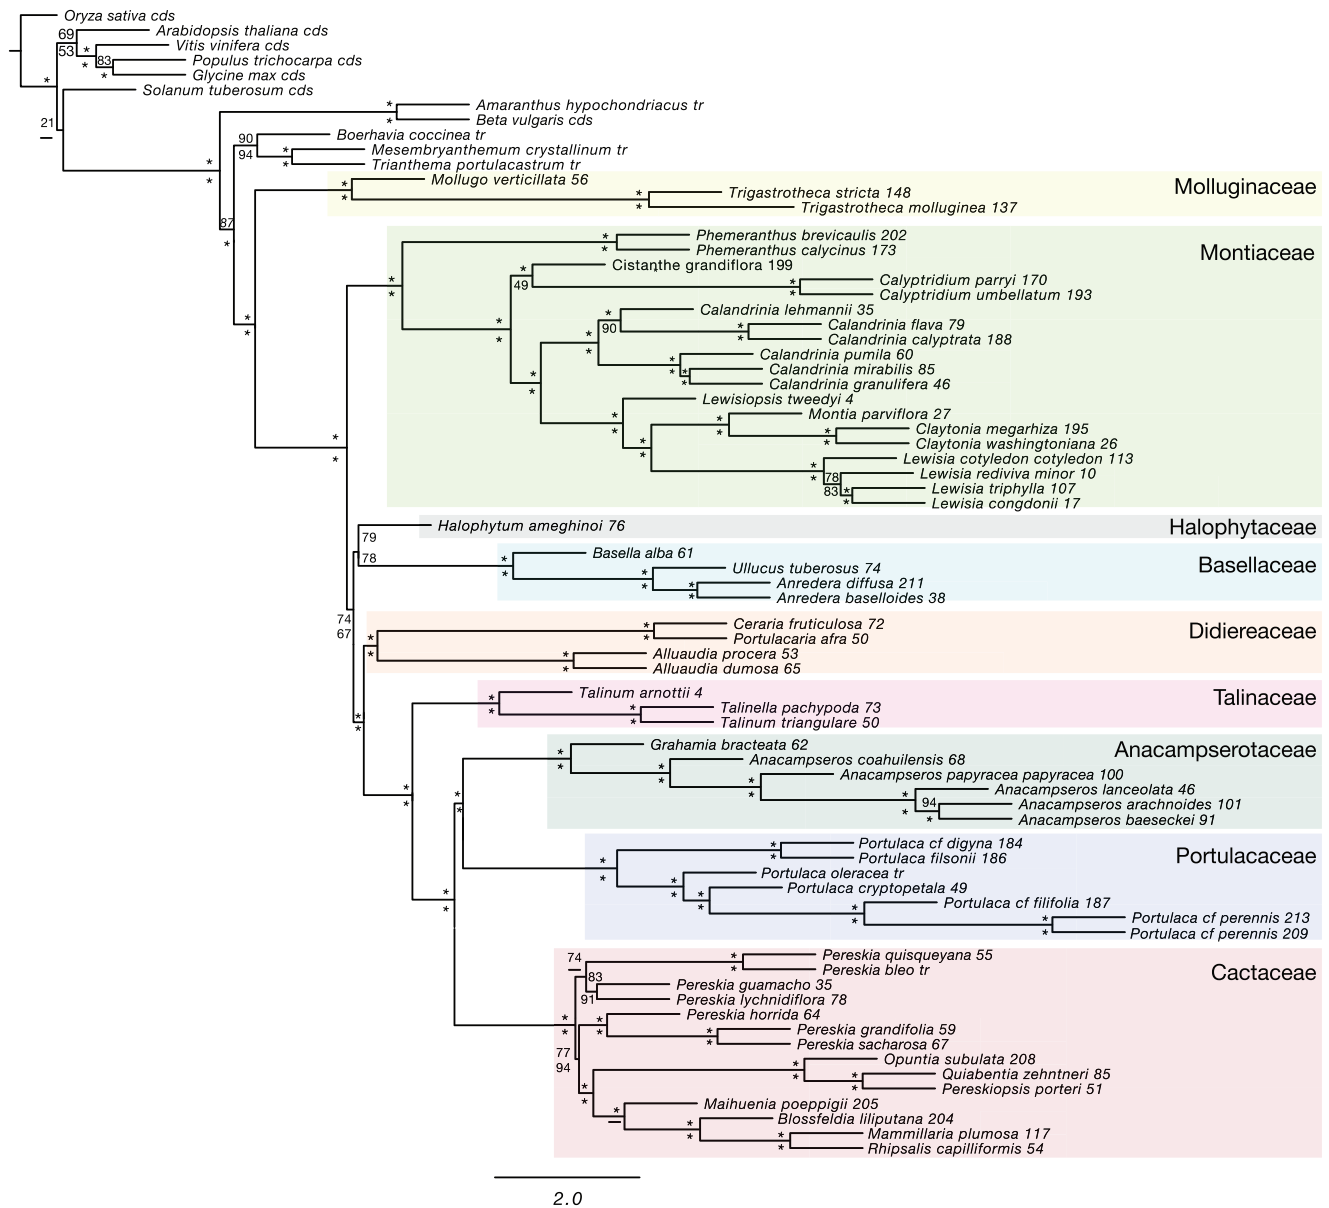 Oryza sativa cds
Arabidopsis thaliana cds
69
53
* Vitis vinifera cds
*
83 Populus trichocarpa cds
* Glycine max cds
*
Solanum tuberosum cds
21
* Amaranthus hypochondriacus tr
* Beta vulgaris cds
Boerhavia coccinea tr
90
94
* Mesembryanthemum crystallinum tr
* Trianthema portulacastrum tr
*
*
87
*
Mollugo verticillata 56
*
*
Molluginaceae
* Trigastrotheca stricta 148
* Trigastrotheca molluginea 137
*
*
* Phemeranthus brevicaulis 202
* Phemeranthus calycinus 173
Montiaceae
Cistanthe grandiflora 199
*
49
* Calyptridium parryi 170
* Calyptridium umbellatum 193
*
*
*
*
Calandrinia lehmannii 35
*
90
* Calandrinia flava 79
* Calandrinia calyptrata 188
*
*
Calandrinia pumila 60
*
*
* Calandrinia mirabilis 85
* Calandrinia granulifera 46
*
*
Lewisiopsis tweedyi 4
*
*
Montia parviflora 27
*
*
* Claytonia megarhiza 195
* Claytonia washingtoniana 26
*
*
Lewisia cotyledon cotyledon 113
*
*
78
83
Lewisia rediviva minor 10
* Lewisia triphylla 107
* Lewisia congdonii 17
*
*
Halophytum ameghinoi 76
Halophytaceae
79
78
Basella alba 61
*
*
Basellaceae
* Ullucus tuberosus 74
*
* Anredera diffusa 211
* Anredera baselloides 38
74
67
* Ceraria fruticulosa 72
* Portulacaria afra 50
Didiereaceae
*
*
* Alluaudia procera 53
* Alluaudia dumosa 65
*
*
Talinum arnottii 4
*
*
Talinaceae
* Talinella pachypoda 73
* Talinum triangulare 50
*
*
Grahamia bracteata 62
*
*
Anacampserotaceae
Anacampseros coahuilensis 68
*
*
Anacampseros papyracea papyracea 100
*
*
Anacampseros lanceolata 46
*
*
94 Anacampseros arachnoides 101
* Anacampseros baeseckei 91
*
*
* Portulaca cf digyna 184
* Portulaca filsonii 186
Portulacaceae
*
*
Portulaca oleracea tr
*
*
Portulaca cryptopetala 49
*
*
Portulaca cf filifolia 187
*
*
* Portulaca cf perennis 213
* Portulaca cf perennis 209
*
*
* Pereskia quisqueyana 55
* Pereskia bleo tr
74
Cactaceae
83 Pereskia guamacho 35
91 Pereskia lychnidiflora 78
*
*
Pereskia horrida 64
*
*
* Pereskia grandifolia 59
* Pereskia sacharosa 67
77
94
Opuntia subulata 208
*
*
* Quiabentia zehntneri 85
* Pereskiopsis porteri 51
*
*
Maihuenia poeppigii 205
*
Blossfeldia liliputana 204
*
*
* Mammillaria plumosa 117
* Rhipsalis capilliformis 54
2.0